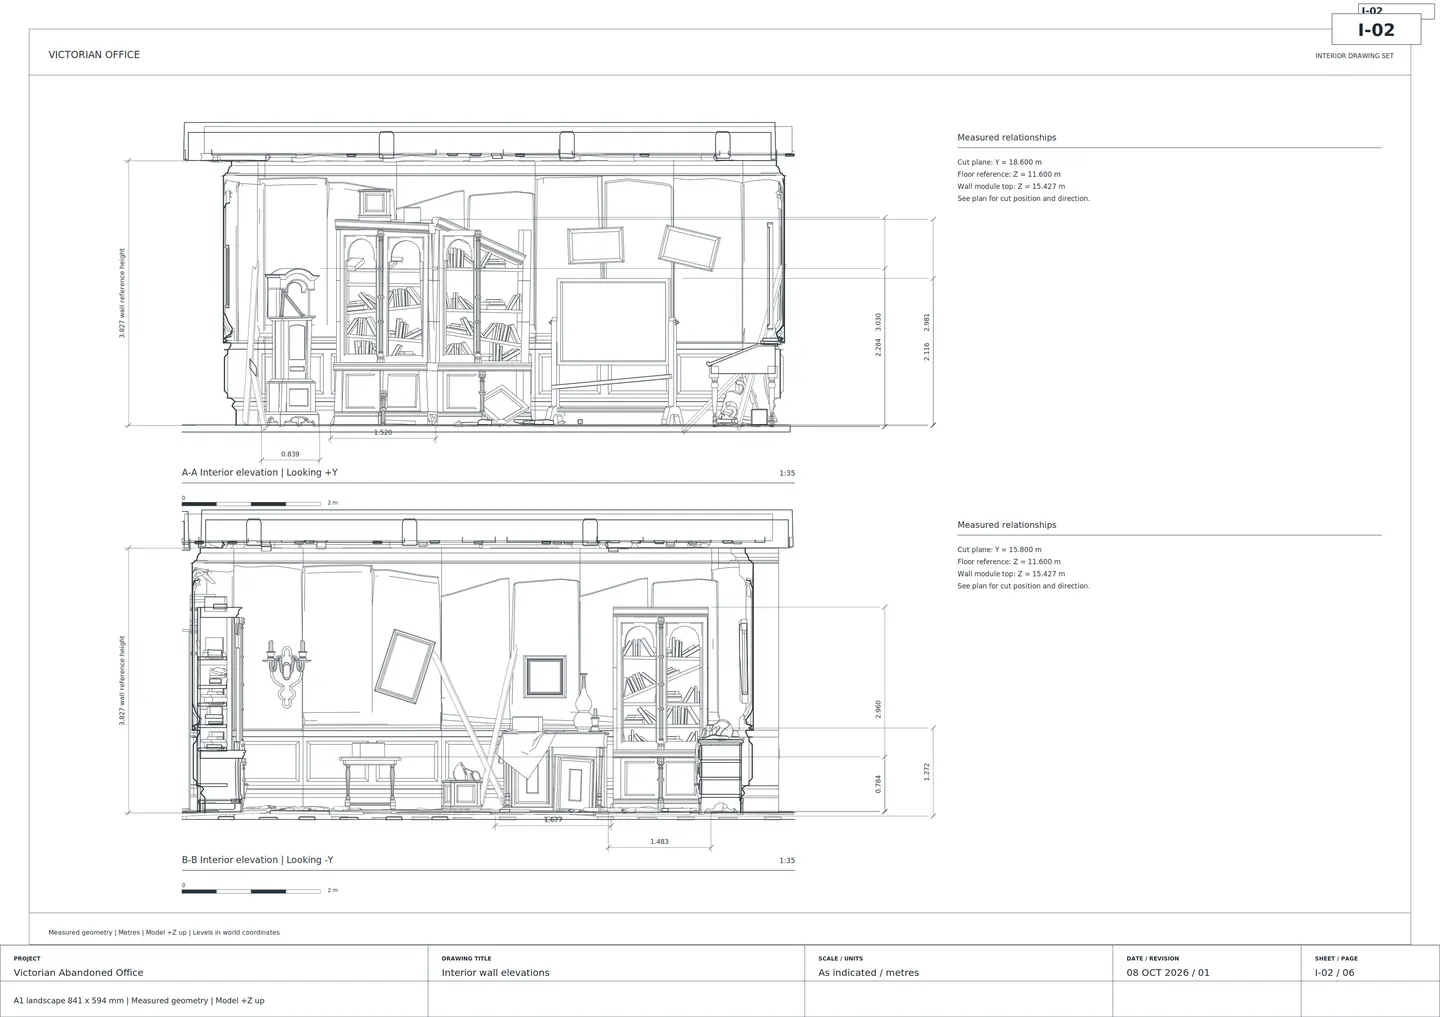 I-02
I-02
VICTORIAN OFFICE
INTERIOR DRAWING SET
Measured relationships
Cut plane: Y = 18.600 m
Floor reference: Z = 11.600 m
Wall module top: Z = 15.427 m
See plan for cut position and direction.
3.827 wall reference height
3.030
2.284
2.981
2.116
1.520
0.839
A-A Interior elevation | Looking +Y
1:35
0
2 m
Measured relationships
Cut plane: Y = 15.800 m
Floor reference: Z = 11.600 m
Wall module top: Z = 15.427 m
See plan for cut position and direction.
3.827 wall reference height
2.960
0.784
1.272
1.677
1.483
B-B Interior elevation | Looking -Y
1:35
0
2 m
Measured geometry | Metres | Model +Z up | Levels in world coordinates
PROJECT
Victorian Abandoned Office
DRAWING TITLE
Interior wall elevations
SCALE / UNITS
As indicated / metres
DATE / REVISION
08 OCT 2026 / 01
SHEET / PAGE
I-02 / 06
A1 landscape 841 x 594 mm | Measured geometry | Model +Z up